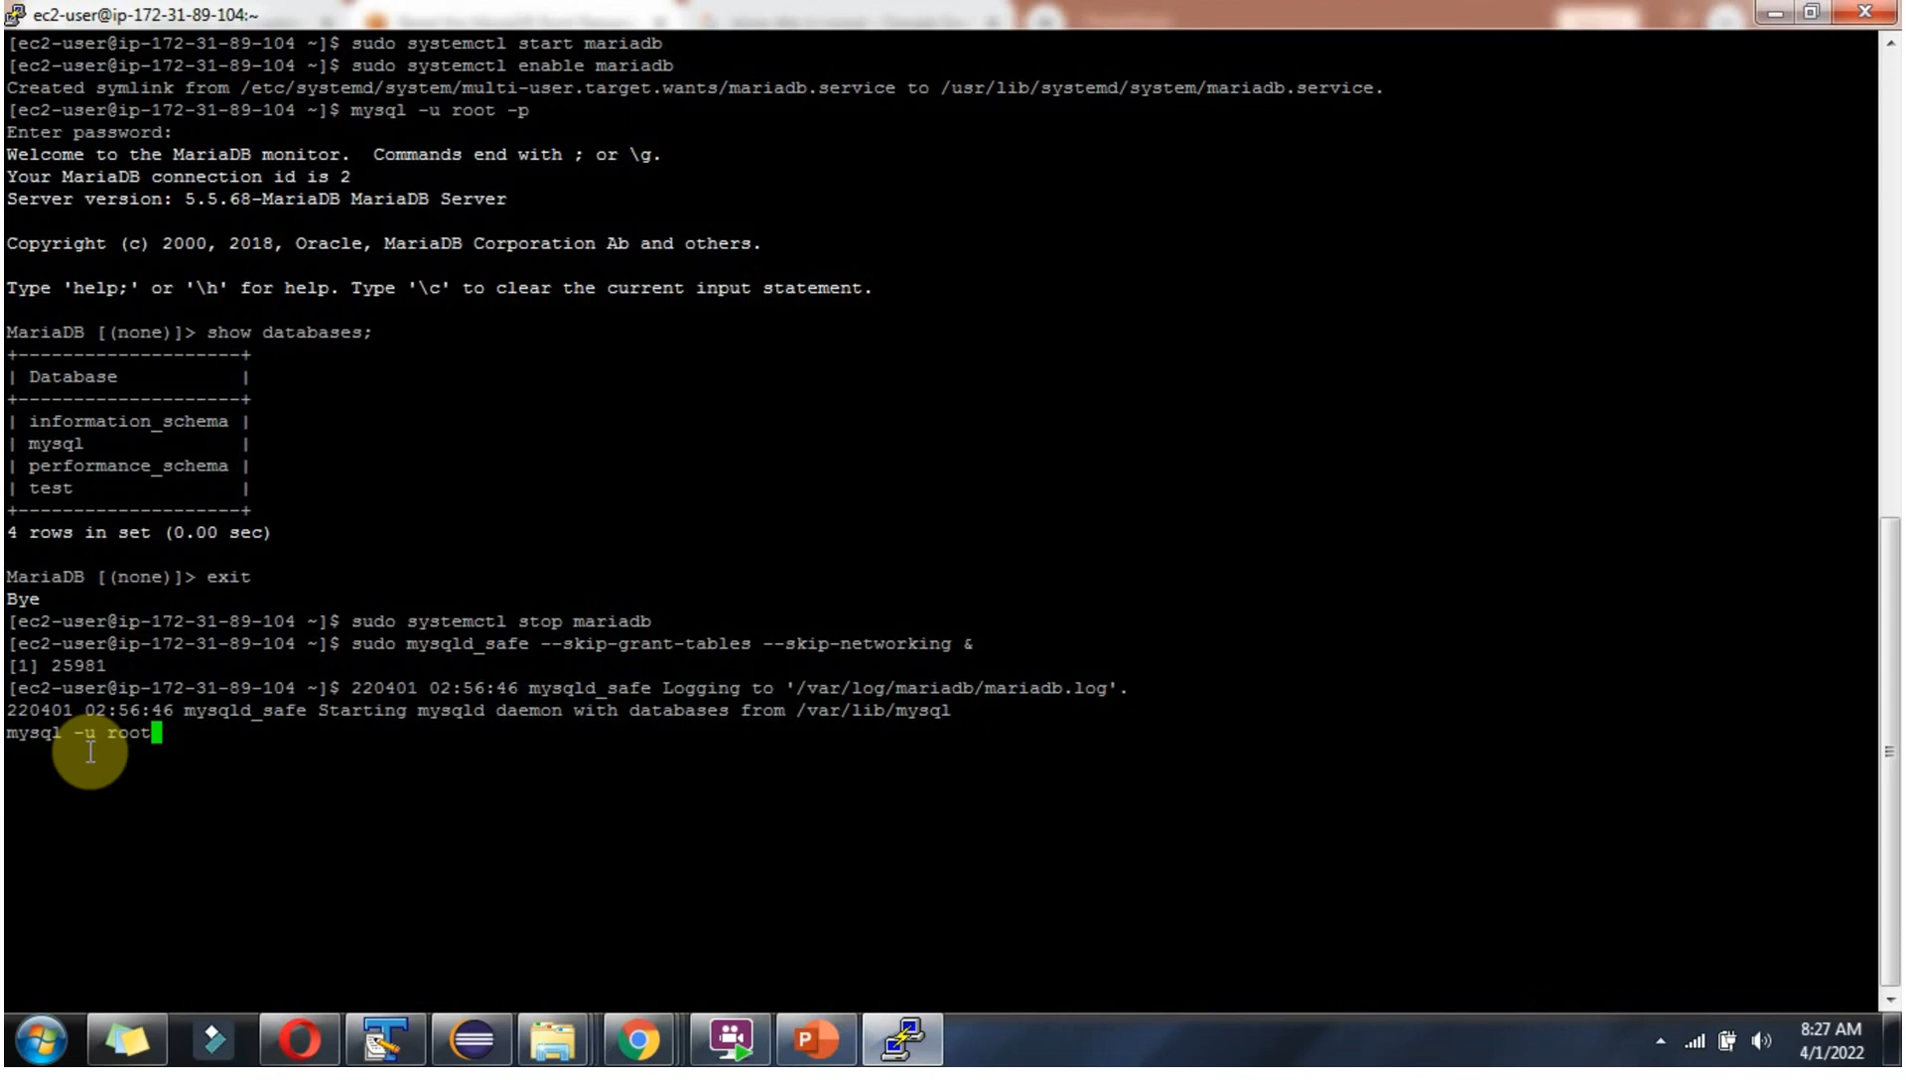 ec2-user@ip-172-31-89-104:~
[ec2-user@ip-172-31-89-104 ~]$ sudo systemctl start mariadb
[ec2-user@ip-172-31-89-104 ~]$ sudo systemctl enable mariadb
Created symlink from /etc/systemd/system/multi-user.target.wants/mariadb.service to /usr/lib/systemd/system/mariadb.service.
[ec2-user@ip-172-31-89-104 ~]$ mysql -u root -p
Enter password:
Welcome to the MariaDB monitor.  Commands end with ; or \g.
Your MariaDB connection id is 2
Server version: 5.5.68-MariaDB MariaDB Server
Copyright (c) 2000, 2018, Oracle, MariaDB Corporation Ab and others.
Type 'help;' or '\h' for help. Type '\c' to clear the current input statement.
MariaDB [(none)]> show databases;
+--------------------+
| Database           |
+--------------------+
| information_schema |
| mysql              |
| performance_schema |
| test               |
+--------------------+
4 rows in set (0.00 sec)
MariaDB [(none)]> exit
Bye
[ec2-user@ip-172-31-89-104 ~]$ sudo systemctl stop mariadb
[ec2-user@ip-172-31-89-104 ~]$ sudo mysqld_safe --skip-grant-tables --skip-networking &
[1] 25981
[ec2-user@ip-172-31-89-104 ~]$ 220401 02:56:46 mysqld_safe Logging to '/var/log/mariadb/mariadb.log'.
220401 02:56:46 mysqld_safe Starting mysqld daemon with databases from /var/lib/mysql
mysql -u root
8:27 AM
4/1/2022